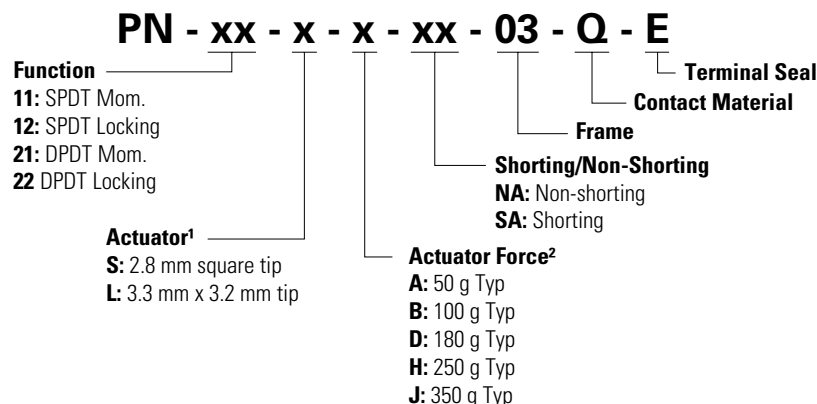 PN - xx - x - x - xx - 03 - Q - E
Function
11: SPDT Mom.
12: SPDT Locking
21: DPDT Mom.
22 DPDT Locking
Terminal Seal
Contact Material
Frame
Shorting/Non-Shorting
NA: Non-shorting
SA: Shorting
Actuator¹
S: 2.8 mm square tip
L: 3.3 mm x 3.2 mm tip
Actuator Force²
A: 50 g Typ
B: 100 g Typ
D: 180 g Typ
H: 250 g Typ
J: 350 g Typ